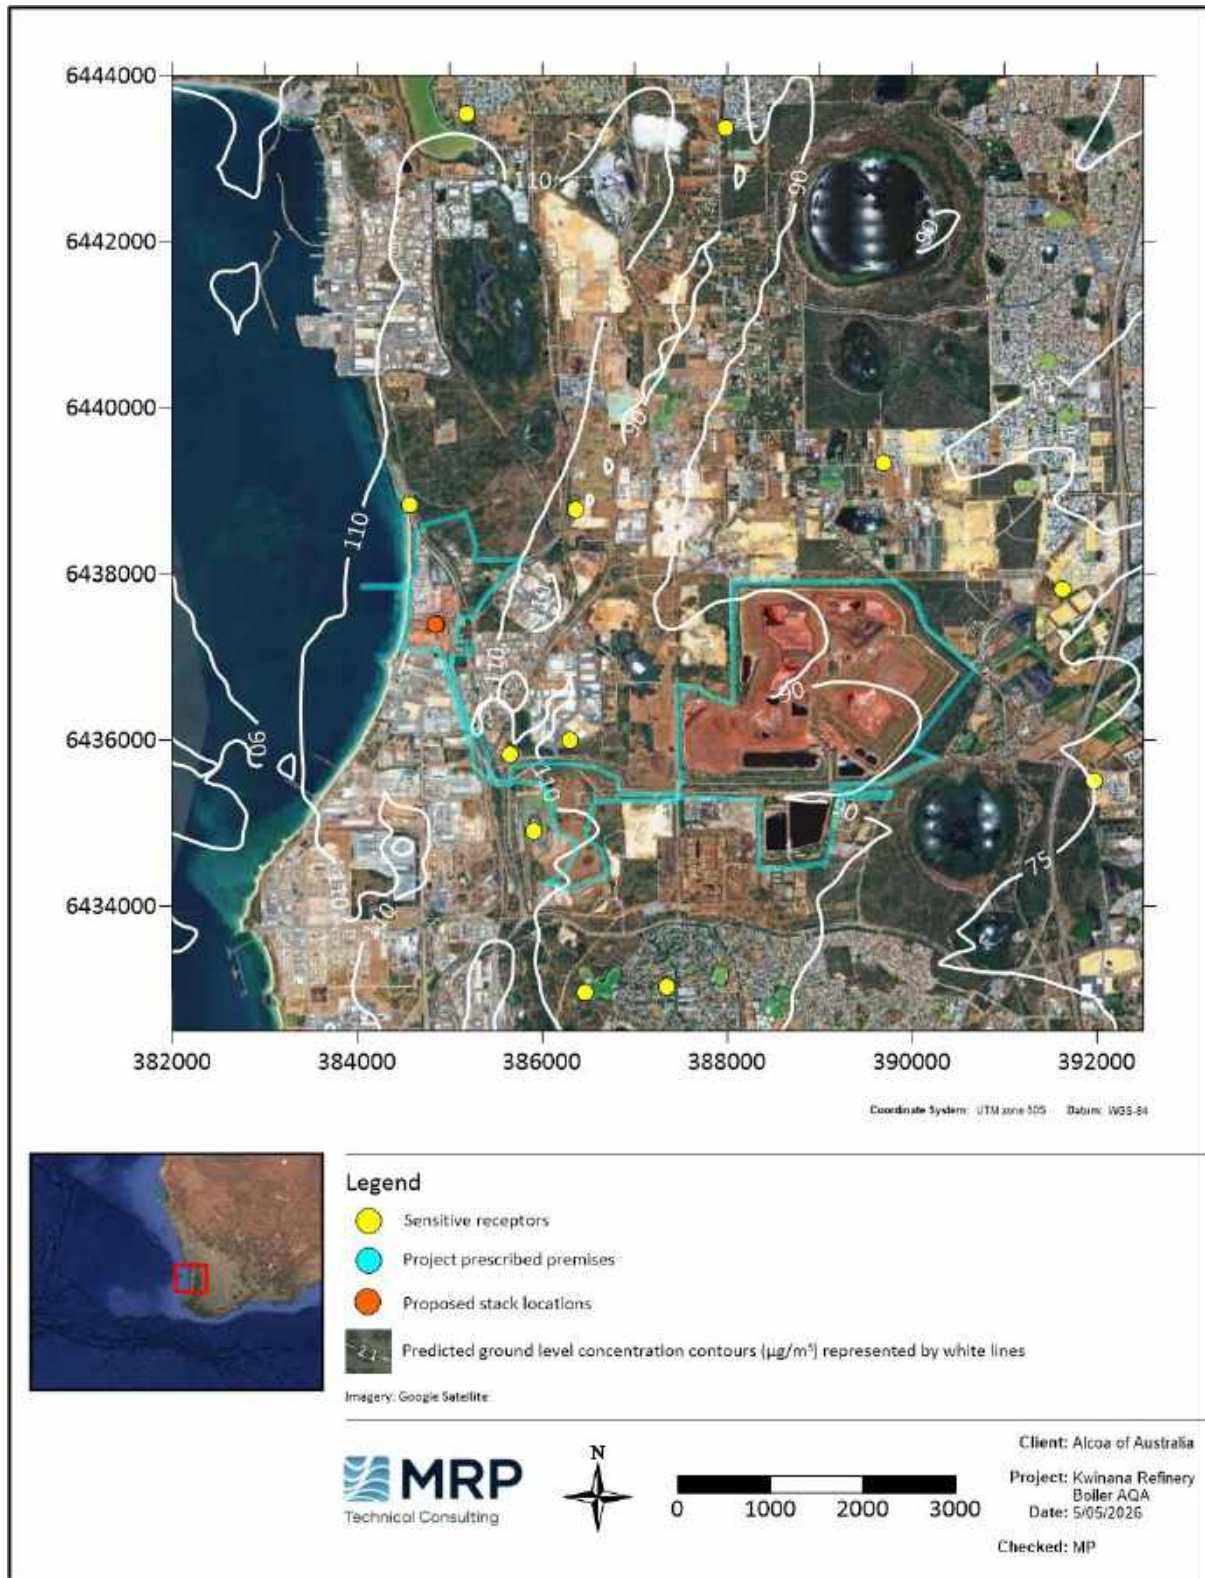 6444000
6442000
6440000
6438000
6436000
6434000
382000 384000 386000 388000 390000 392000
110
90
90
90
75
110
110
110
90
90
110
90
75
110
Coordinate System: UTM zone 50S Datum: WGS-84
Legend
Sensitive receptors
Project prescribed premises
Proposed stack locations
2.1
Predicted ground level concentration contours (µg/m³) represented by white lines
Imagery: Google Satellite
MRP
Technical Consulting
N
0 1000 2000 3000
Client: Alcoa of Australia
Project: Kwinana Refinery
Boiler AQA
Date: 5/05/2026
Checked: MP